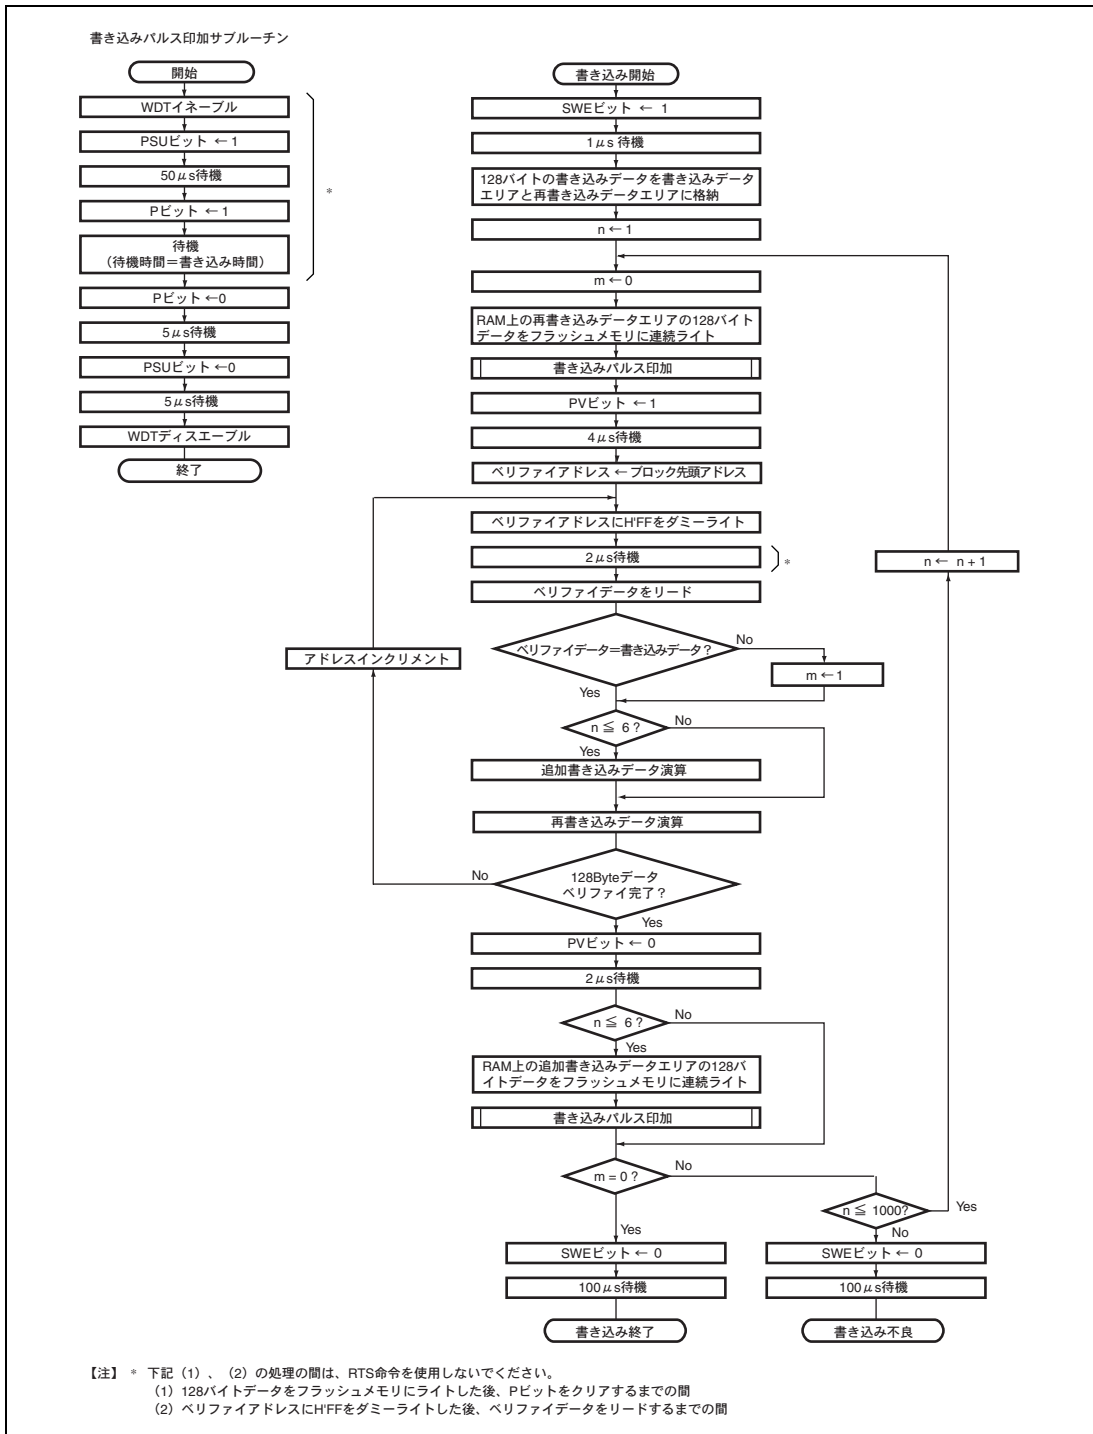 書き込みパルス印加サブルーチン
開始
WDTイネーブル
PSUビット ← 1
50μs待機
Pビット ← 1
待機
（待機時間＝書き込み時間）
*
Pビット ←0
5μs待機
PSUビット ←0
5μs待機
WDTディスエーブル
終了
書き込み開始
SWEビット ← 1
1μs 待機
128バイトの書き込みデータを書き込みデータ
エリアと再書き込みデータエリアに格納
n ← 1
m ← 0
RAM上の再書き込みデータエリアの128バイト
データをフラッシュメモリに連続ライト
書き込みパルス印加
PVビット ← 1
4μs待機
ベリファイアドレス ← ブロック先頭アドレス
ベリファイアドレスにH'FFをダミーライト
2μs待機
*
n ← n + 1
ベリファイデータをリード
ベリファイデータ＝書き込みデータ？
No
アドレスインクリメント
m ← 1
Yes
n ≦ 6？
No
Yes
追加書き込みデータ演算
再書き込みデータ演算
128Byteデータ
ベリファイ完了？
No
Yes
PVビット ← 0
2μs待機
n ≦ 6？
No
Yes
RAM上の追加書き込みデータエリアの128バ
イトデータをフラッシュメモリに連続ライト
書き込みパルス印加
m = 0？
No
n ≦ 1000?
Yes
Yes
No
SWEビット ← 0
SWEビット ← 0
100μs待機
100μs待機
書き込み終了
書き込み不良
【注】 * 下記（1）、（2）の処理の間は、RTS命令を使用しないでください。
（1）128バイトデータをフラッシュメモリにライトした後、Pビットをクリアするまでの間
（2）ベリファイアドレスにH'FFをダミーライトした後、ベリファイデータをリードするまでの間